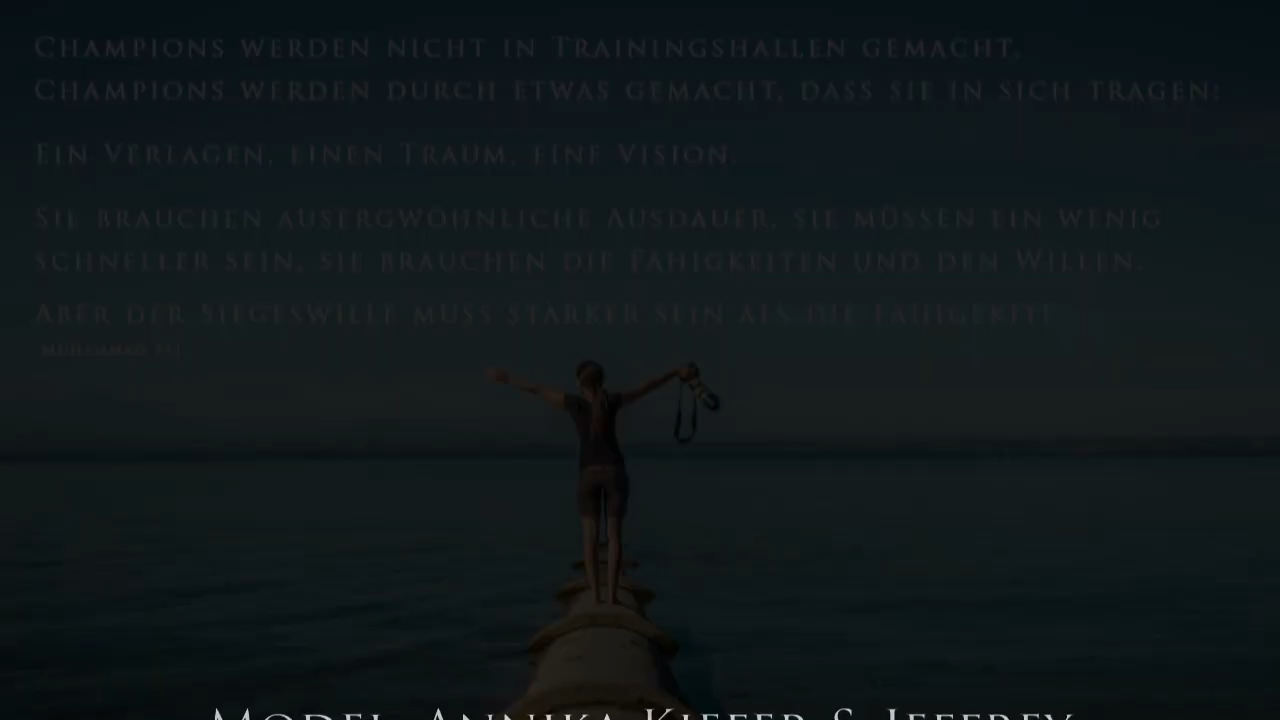 Champions werden nicht in Trainingshallen gemacht.
Champions werden durch etwas gemacht, dass sie in sich tragen:
Ein Verlagen, einen Traum, eine Vision.
Sie brauchen ausergwöhnliche Ausdauer, sie müssen ein wenig
schneller sein, sie brauchen die Fähigkeiten und den Willen.
Aber der Siegeswille muss stärker sein als die
Muhammad Ali
Model: Annika Kiefer & Jeffrey